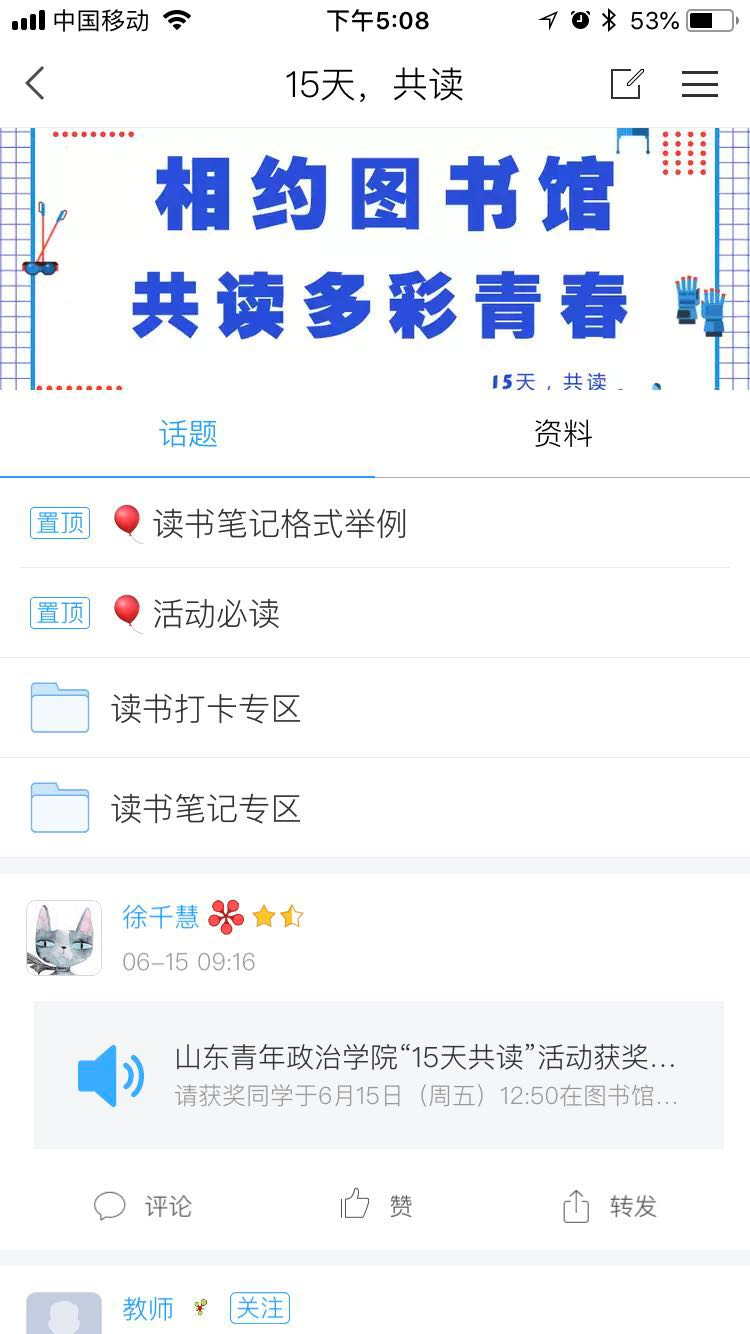 中国移动 下午5:08 53%
15天，共读
相约图书馆
共读多彩青春
15天，共读
话题 资料
置顶 读书笔记格式举例
置顶 活动必读
读书打卡专区
读书笔记专区
徐千慧
06-15 09:16
山东青年政治学院“15天共读”活动获奖...
请获奖同学于6月15日（周五）12:50在图书馆...
评论 赞 转发
教师 关注